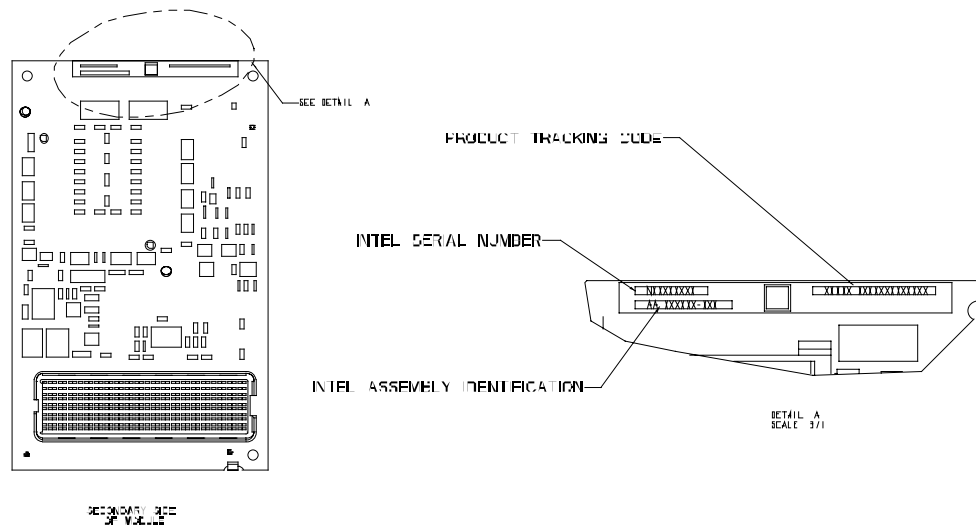 SEE DETAIL A
PRODUCT TRACKING CODE
INTEL SERIAL NUMBER
INTEL ASSEMBLY IDENTIFICATION
DETAIL A
SCALE 3/1
SECONDARY SIDE
OF MODULE